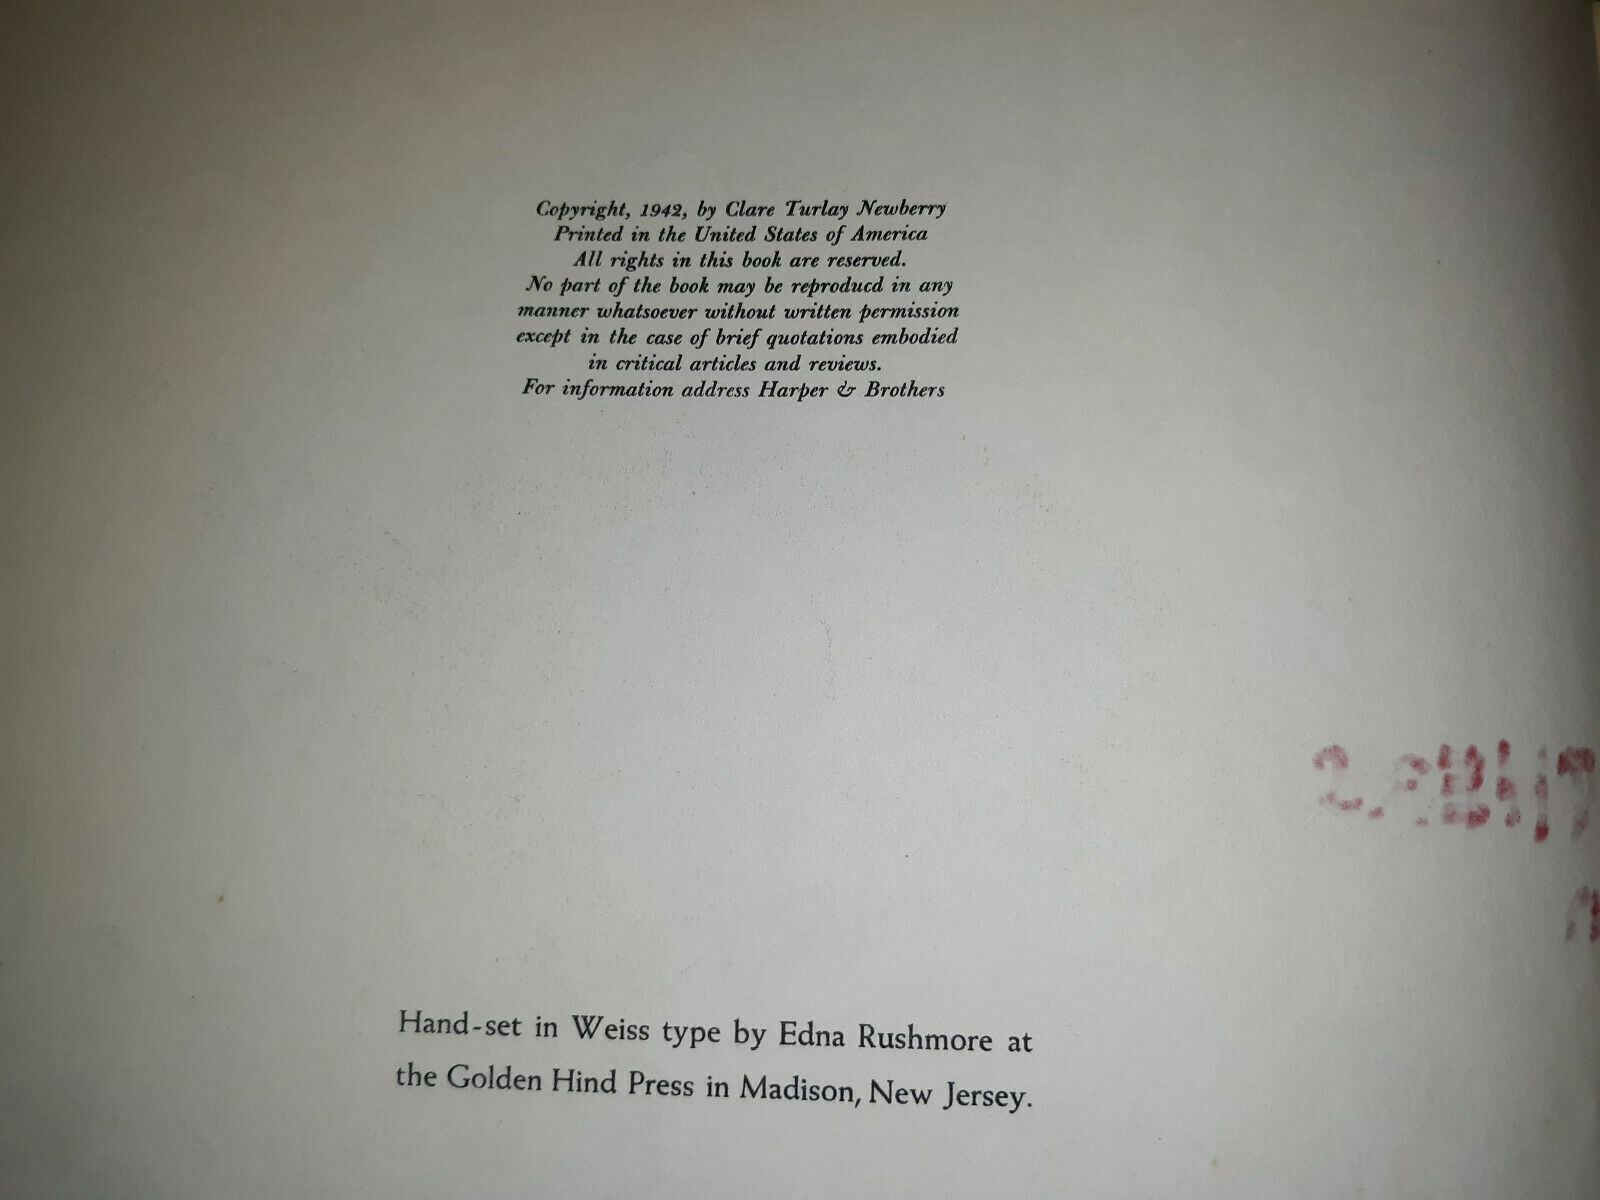 Copyright, 1942, by Clare Turlay Newberry
Printed in the United States of America
All rights in this book are reserved.
No part of the book may be reproducd in any
manner whatsoever without written permission
except in the case of brief quotations embodied
in critical articles and reviews.
For information address Harper & Brothers
Hand-set in Weiss type by Edna Rushmore at
the Golden Hind Press in Madison, New Jersey.